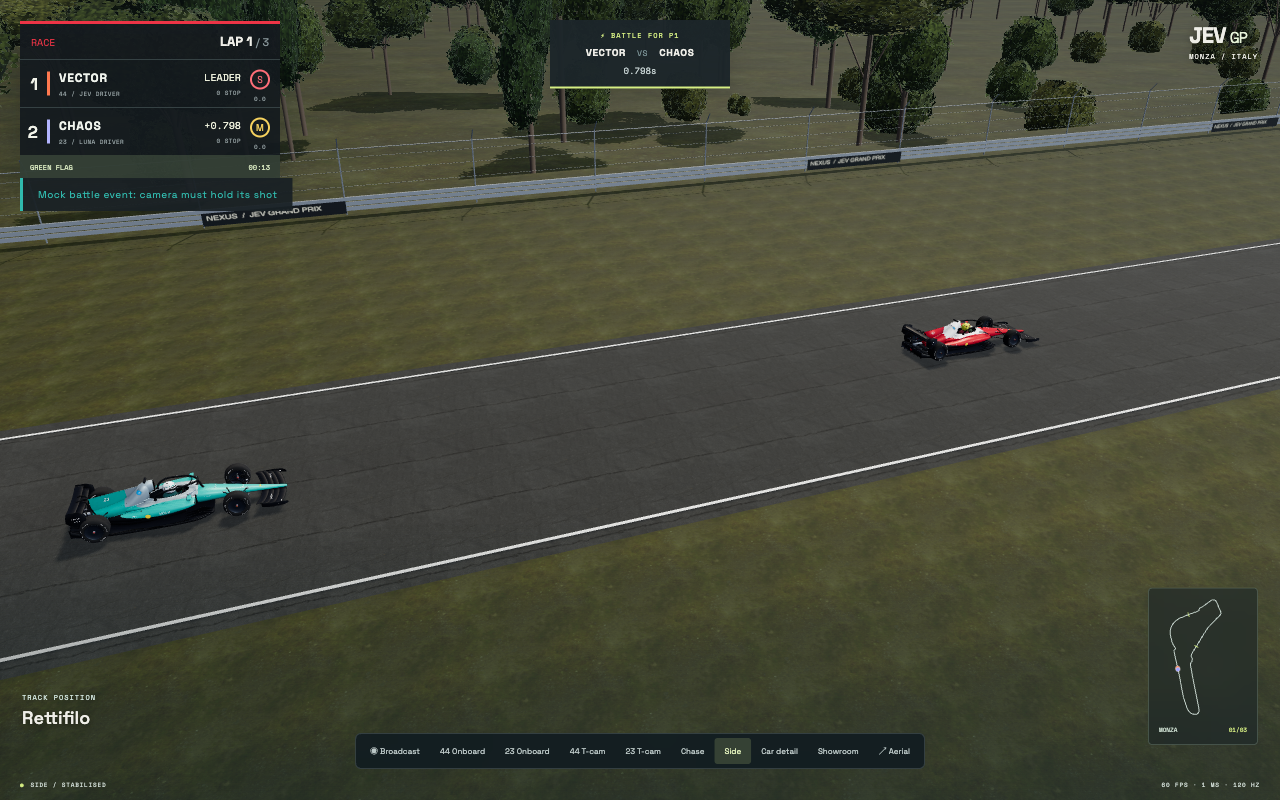 RACE
LAP 1 / 3
1 VECTOR LEADER S
44 / JEV DRIVER 0 STOP 0.0
2 CHAOS +0.798 M
23 / LUNA DRIVER 0 STOP 0.0
GREEN FLAG 00:13
Mock battle event: camera must hold its shot
⚡ BATTLE FOR P1
VECTOR VS CHAOS
0.798s
JEV GP
MONZA / ITALY
NEXUS / JEV GRAND PRIX
NEXUS / JEV GRAND PRIX
NEXUS / JEV GRAND PRIX
23
TRACK POSITION
Rettifilo
MONZA 01/03
◉ Broadcast 44 Onboard 23 Onboard 44 T-cam 23 T-cam Chase Side Car detail Showroom ↗ Aerial
SIDE / STABILISED
60 FPS · 1 MS · 120 HZ